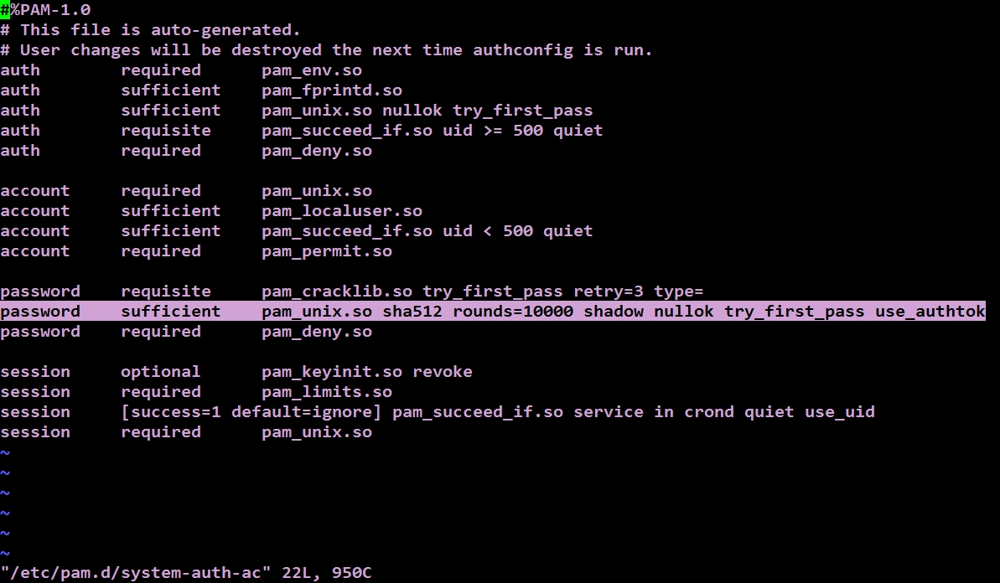 #%PAM-1.0
# This file is auto-generated.
# User changes will be destroyed the next time authconfig is run.
auth        required      pam_env.so
auth        sufficient    pam_fprintd.so
auth        sufficient    pam_unix.so nullok try_first_pass
auth        requisite     pam_succeed_if.so uid >= 500 quiet
auth        required      pam_deny.so

account     required      pam_unix.so
account     sufficient    pam_localuser.so
account     sufficient    pam_succeed_if.so uid < 500 quiet
account     required      pam_permit.so

password    requisite     pam_cracklib.so try_first_pass retry=3 type=
password    sufficient    pam_unix.so sha512 rounds=10000 shadow nullok try_first_pass use_authtok
password    required      pam_deny.so

session     optional      pam_keyinit.so revoke
session     required      pam_limits.so
session     [success=1 default=ignore] pam_succeed_if.so service in crond quiet use_uid
session     required      pam_unix.so
~
~
~
~
~
~
"/etc/pam.d/system-auth-ac" 22L, 950C